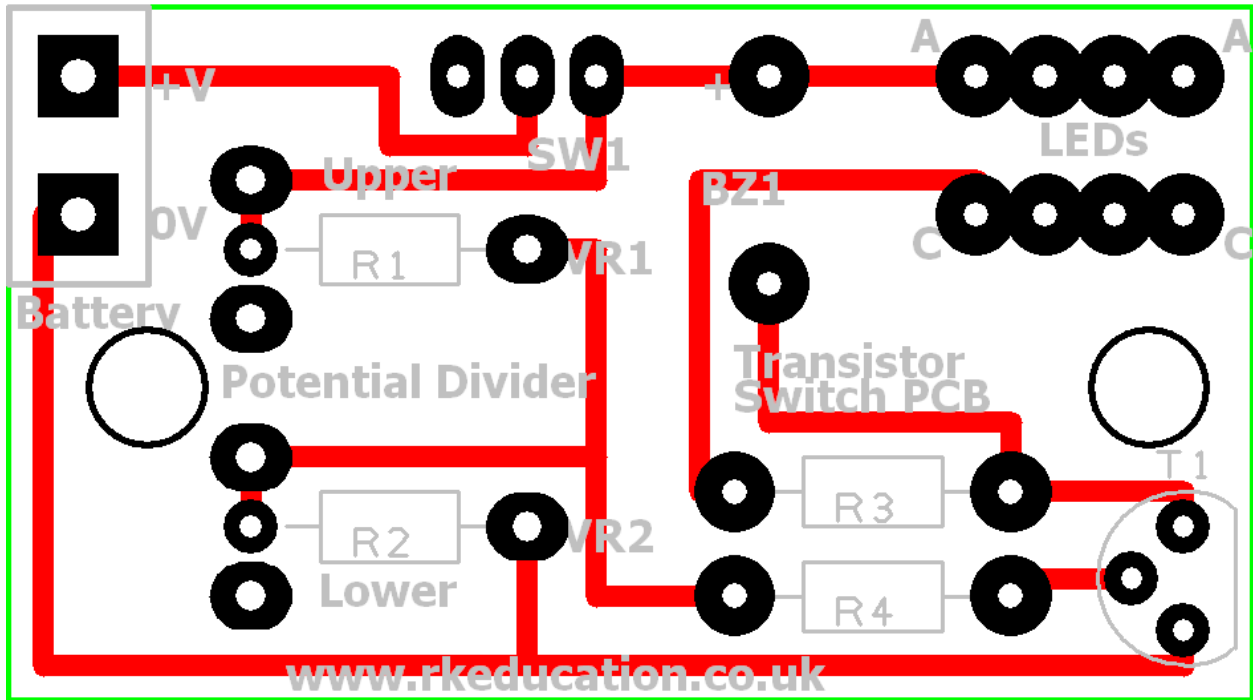 A A
+V +
LEDs
SW1
Upper
BZ1
0V
C C
R1 VR1
Battery
Transistor
Switch PCB
Potential Divider
T1
R3
R2 VR2
Lower
R4
www.rkeducation.co.uk